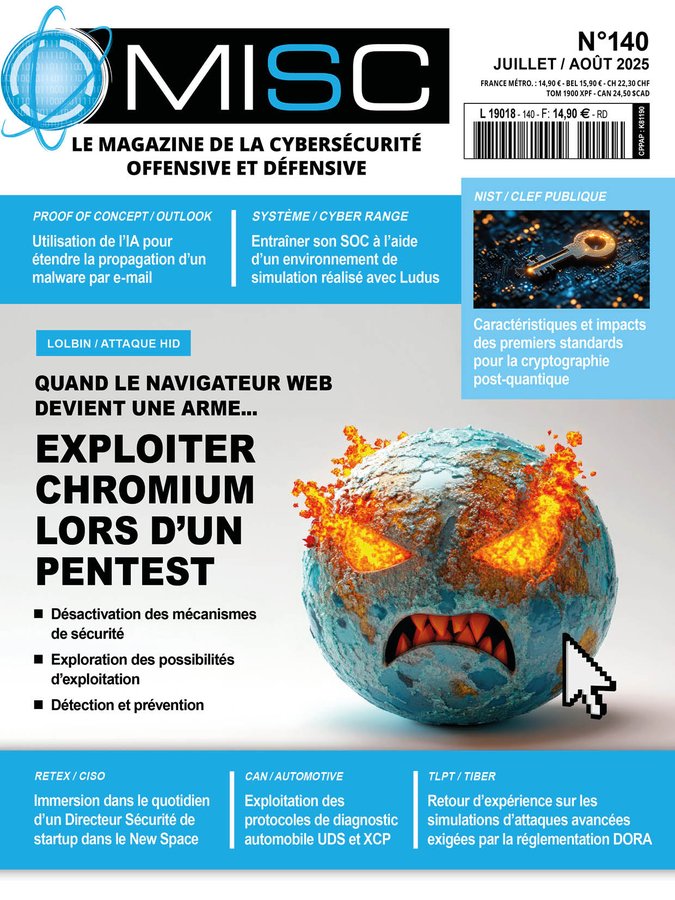 MISC
N°140
JUILLET / AOÛT 2025
FRANCE MÉTRO. : 14,90 € - BEL 15,90 € - CH 22,30 CHF
TOM 1900 XPF - CAN 24,50 $CAD
L 19018 - 140 - F: 14,90 € - RD
CPPAP : K81190
LE MAGAZINE DE LA CYBERSÉCURITÉ
OFFENSIVE ET DÉFENSIVE
PROOF OF CONCEPT / OUTLOOK
Utilisation de l’IA pour
étendre la propagation d’un
malware par e-mail
SYSTÈME / CYBER RANGE
Entraîner son SOC à l’aide
d’un environnement de
simulation réalisé avec Ludus
NIST / CLEF PUBLIQUE
Caractéristiques et impacts
des premiers standards
pour la cryptographie
post-quantique
LOLBIN / ATTAQUE HID
QUAND LE NAVIGATEUR WEB
DEVIENT UNE ARME...
EXPLOITER
CHROMIUM
LORS D’UN
PENTEST
■ Désactivation des mécanismes
de sécurité
■ Exploration des possibilités
d’exploitation
■ Détection et prévention
RETEX / CISO
Immersion dans le quotidien
d’un Directeur Sécurité de
startup dans le New Space
CAN / AUTOMOTIVE
Exploitation des
protocoles de diagnostic
automobile UDS et XCP
TLPT / TIBER
Retour d’expérience sur les
simulations d’attaques avancées
exigées par la réglementation DORA